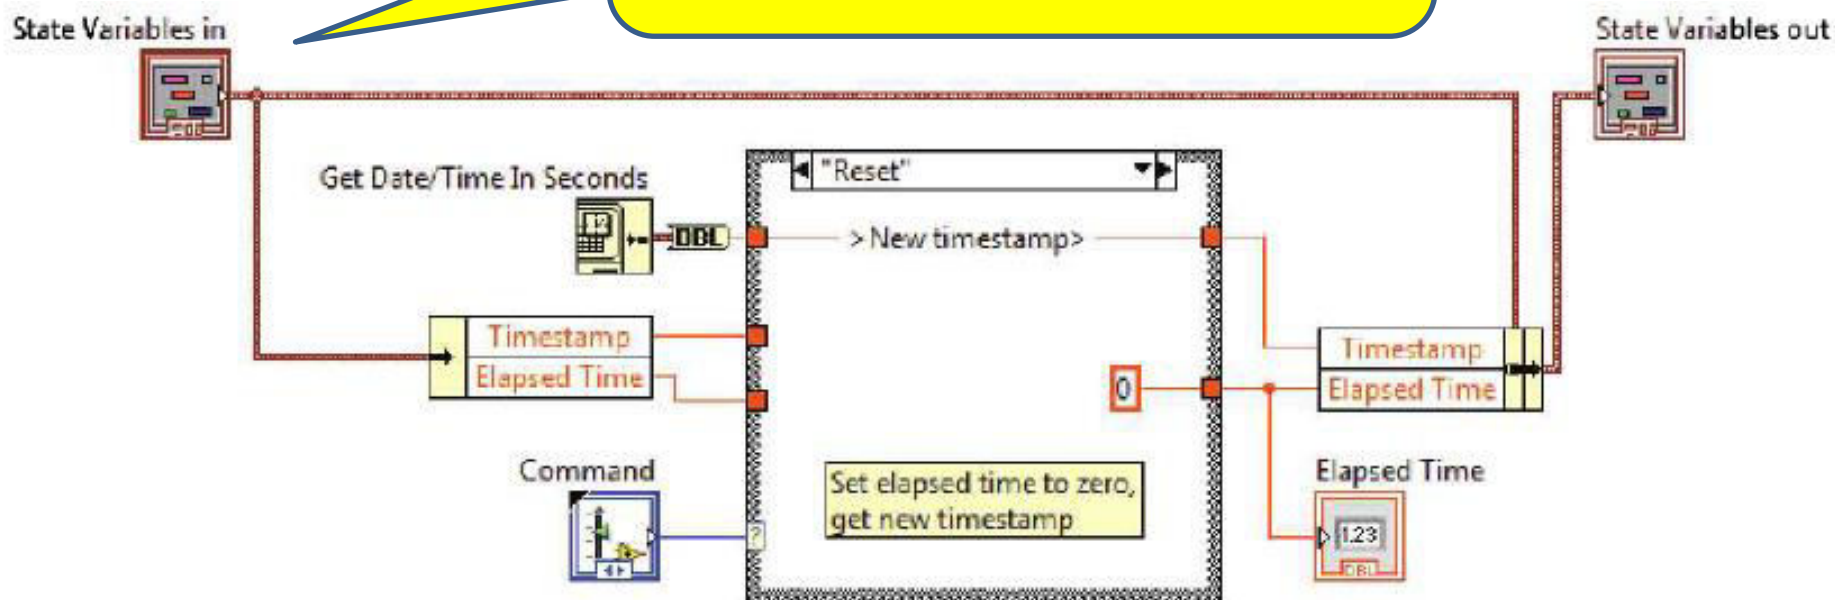 State Variables in
State Variables out
"Reset"
Get Date/Time In Seconds
DBL
> New timestamp>
Timestamp
Elapsed Time
0
Timestamp
Elapsed Time
Command
Set elapsed time to zero,
get new timestamp
?
Elapsed Time
1.23
DBL